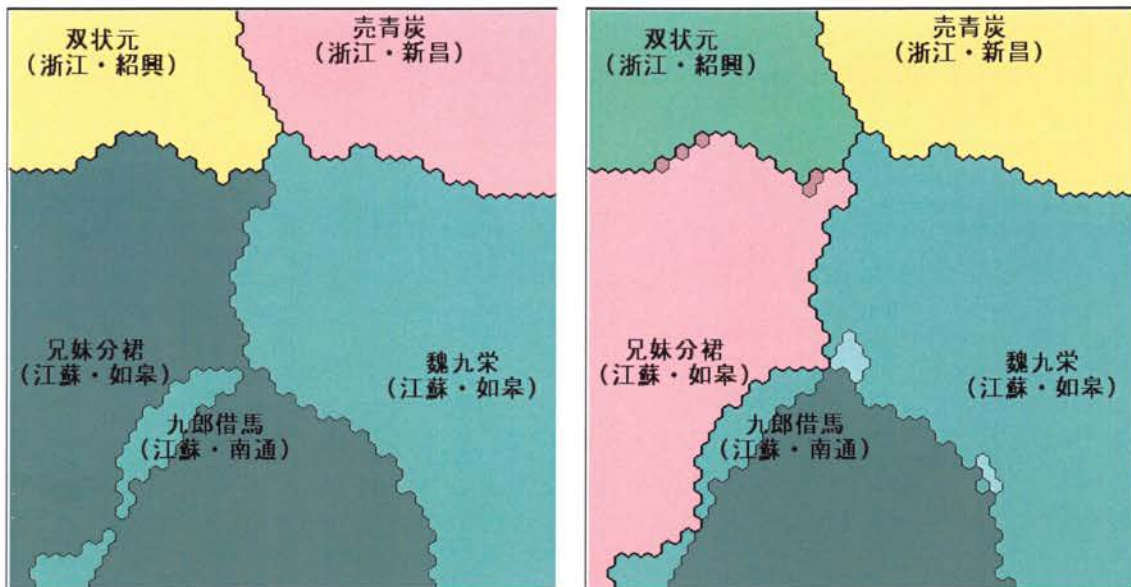 双状元
（浙江・紹興）
売青炭
（浙江・新昌）
兄妹分裙
（江蘇・如皋）
魏九栄
（江蘇・如皋）
九郎借馬
（江蘇・南通）
双状元
（浙江・紹興）
売青炭
（浙江・新昌）
兄妹分裙
（江蘇・如皋）
魏九栄
（江蘇・如皋）
九郎借馬
（江蘇・南通）